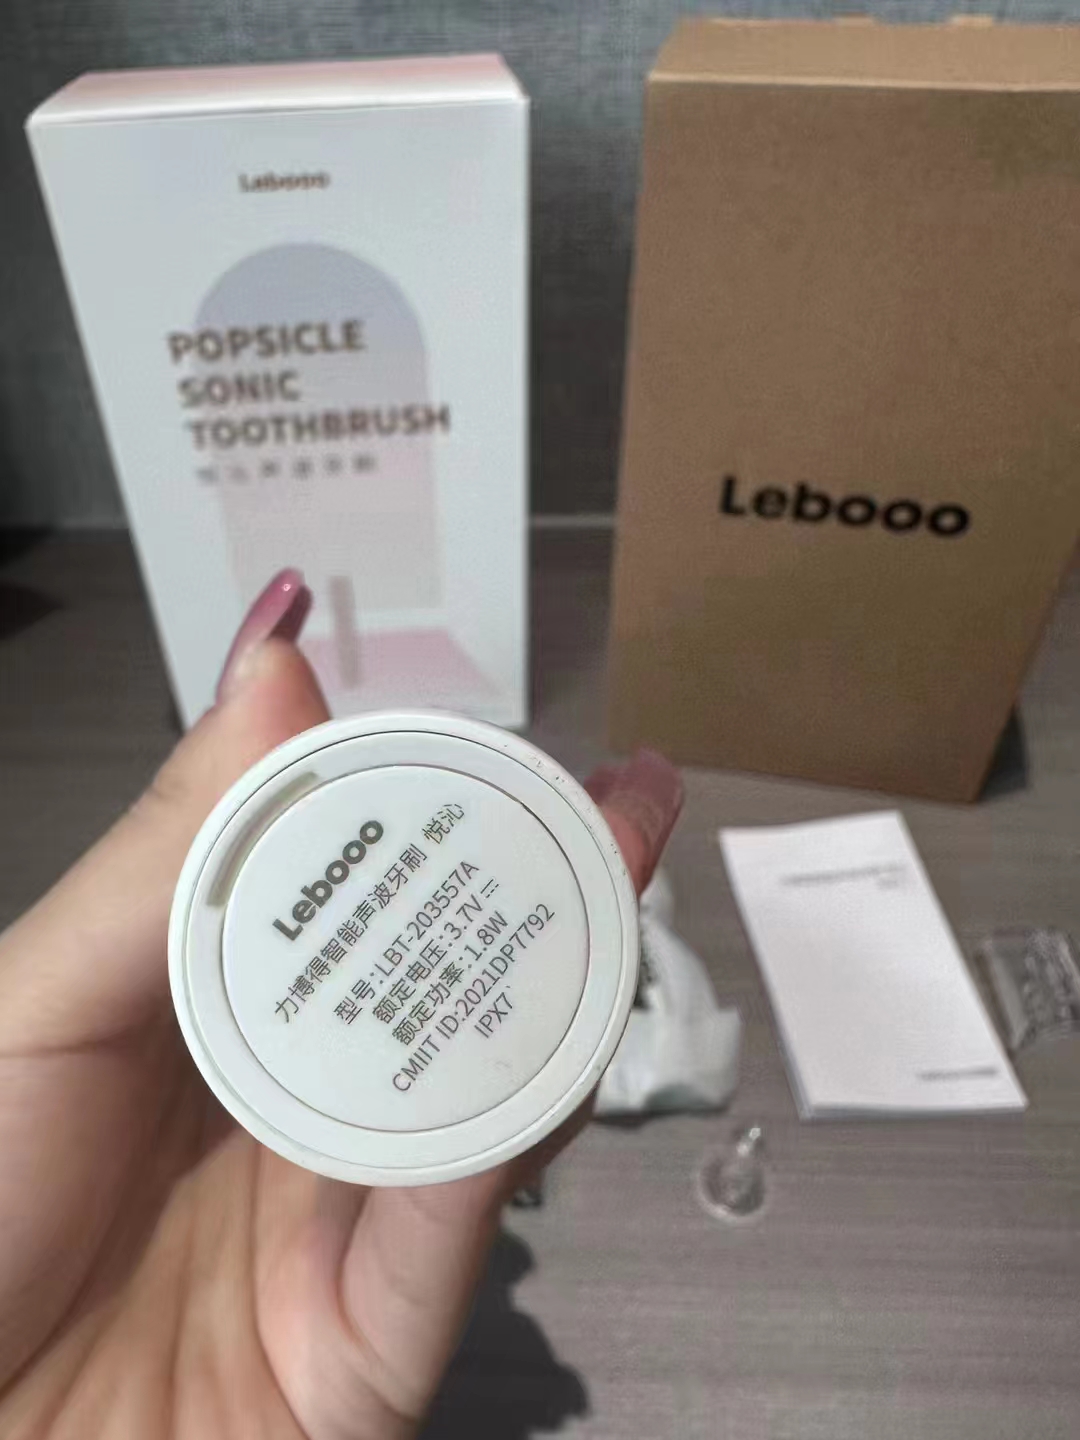 Lebooo
POPSICLE
SONIC
TOOTHBRUSH
Lebooo
Lebooo
力博得智能声波牙刷 悦沁
型号:LBT-203557A
额定电压:3.7V⎓
额定功率:1.8W
CMIIT ID:2021DP7792
IPX7